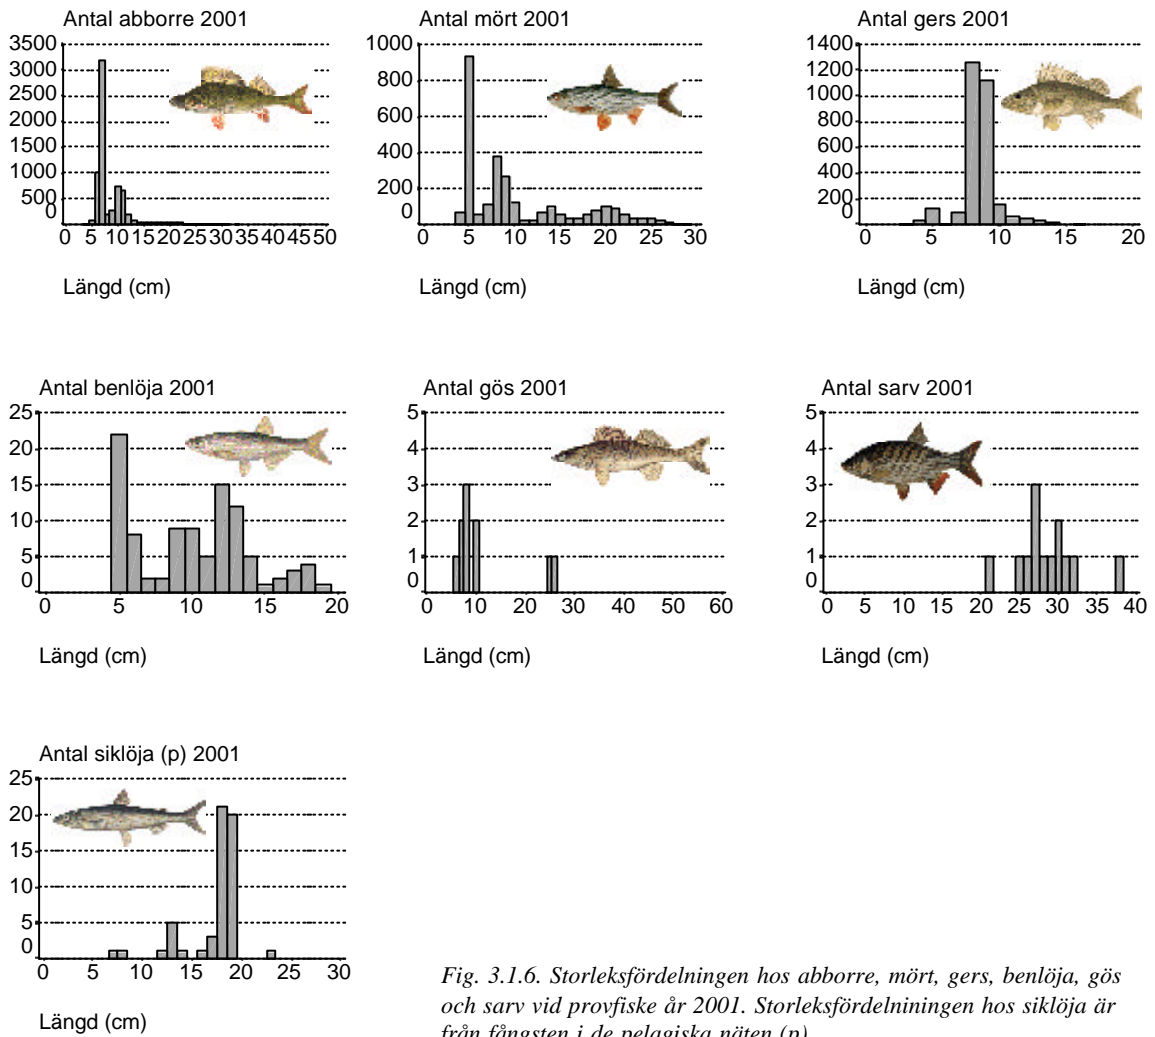 Antal abborre 2001
3500
3000
2500
2000
1500
1000
500
0
0 5 10 15 20 25 30 35 40 45 50
Längd (cm)
Antal mört 2001
1000
800
600
400
200
0
0 5 10 15 20 25 30
Längd (cm)
Antal gers 2001
1400
1200
1000
800
600
400
200
0
0 5 10 15 20
Längd (cm)
Antal benlöja 2001
25
20
15
10
5
0
0 5 10 15 20
Längd (cm)
Antal gös 2001
5
4
3
2
1
0
0 10 20 30 40 50 60
Längd (cm)
Antal sarv 2001
5
4
3
2
1
0
0 5 10 15 20 25 30 35 40
Längd (cm)
Antal siklöja (p) 2001
25
20
15
10
5
0
0 5 10 15 20 25 30
Längd (cm)
Fig. 3.1.6. Storleksfördelningen hos abborre, mört, gers, benlöja, gös
och sarv vid provfiske år 2001. Storleksfördelniningen hos siklöja är
från fångsten i de pelagiska näten (p)